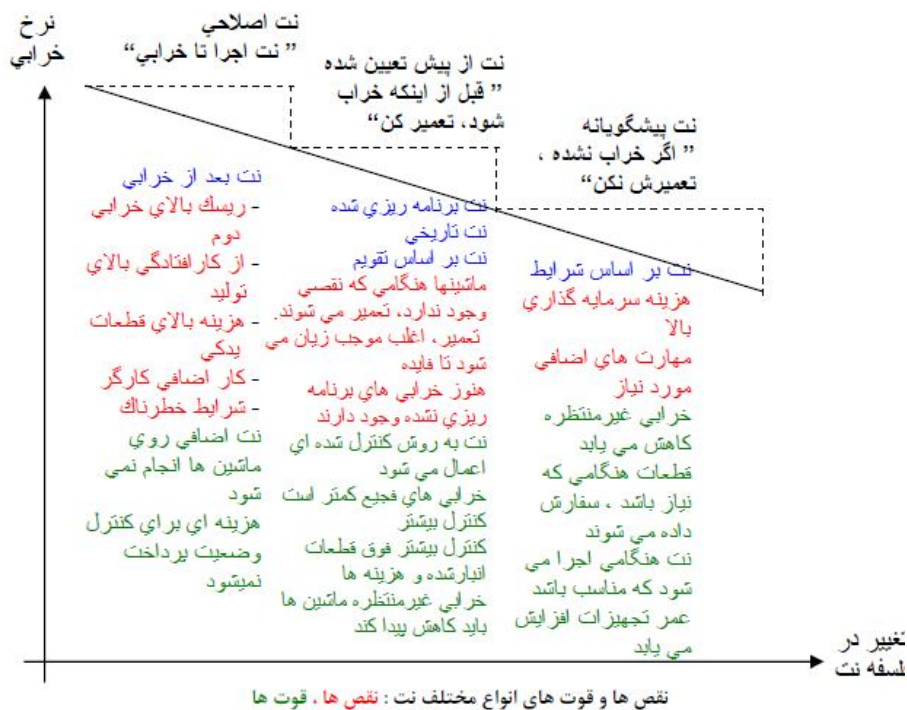 نرخ
خرابي
نت اصلاحي
” نت اجرا تا خرابي“
نت از پيش تعيين شده
” قبل از اينكه خراب
شود، تعمير كن“
نت پيشگويانه
” اگر خراب نشده ،
تعميرش نكن“
نت بعد از خرابي
- ريسك بالاي خرابي
دوم
- از كارافتادگي بالاي
توليد
- هزينه بالاي قطعات
يدكي
- كار اضافي كارگر
- شرايط خطرناك
نت اضافي روي
ماشين ها انجام نمي
شود
هزينه اي براي كنترل
وضعيت پرداخت
نميشود
نت برنامه ريزي شده
نت تاريخي
نت بر اساس تقويم
ماشينها هنگامي كه نقصي
وجود ندارد، تعمير مي شوند.
تعمير ، اغلب موجب زيان مي
شود تا فايده
هنوز خرابي هاي برنامه
ريزي نشده وجود دارند
نت به روش كنترل شده اي
اعمال مي شود
خرابي هاي فجيع كمتر است
كنترل بيشتر
كنترل بيشتر فوق قطعات
انبارشده و هزينه ها
خرابي غيرمنتظره ماشين ها
بايد كاهش پيدا كند
نت بر اساس شرايط
هزينه سرمايه گذاري
بالا
مهارت هاي اضافي
مورد نياز
خرابي غيرمنتظره
كاهش مي يابد
قطعات هنگامي كه
نياز باشد ، سفارش
داده مي شوند
نت هنگامي اجرا مي
شود كه مناسب باشد
عمر تجهيزات افزايش
مي يابد
تغيير در
فلسفه نت
نقص ها و قوت های انواع مختلف نت : نقص ها ، قوت ها